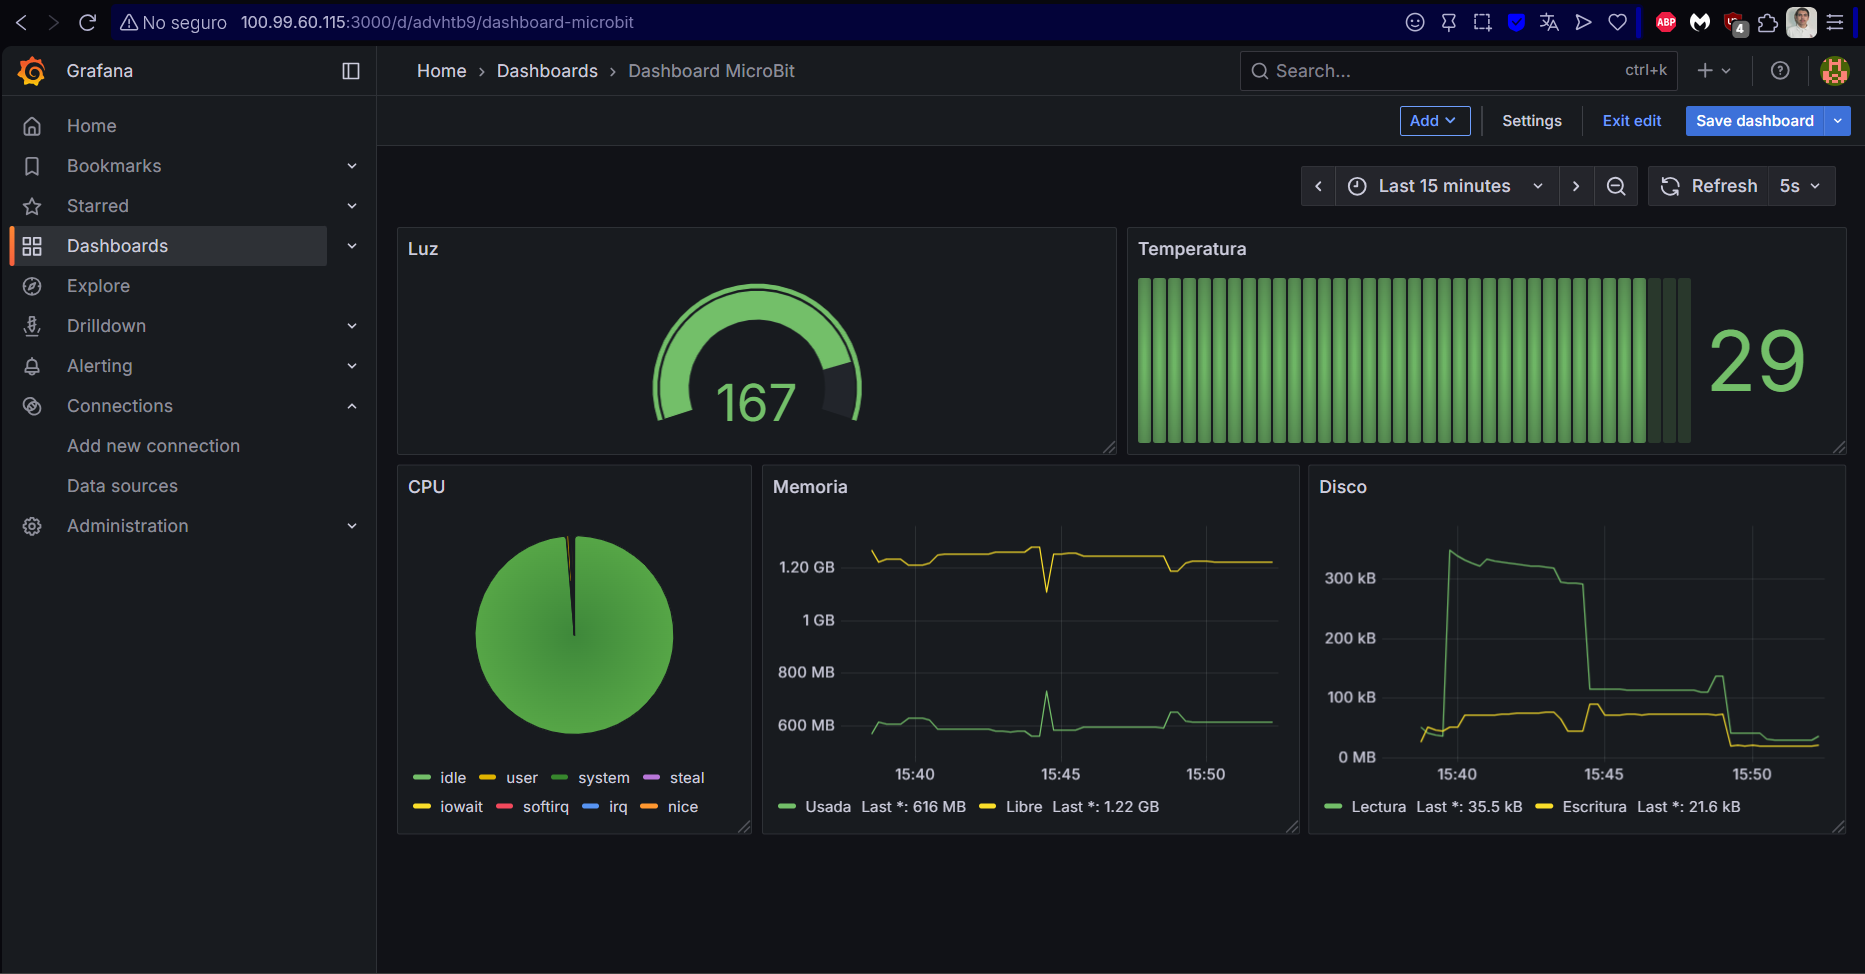 No seguro 100.99.60.115:3000/d/advhtb9/dashboard-microbit
ABP
4
Grafana
Home › Dashboards › Dashboard MicroBit
Search... ctrl+k
Add Settings Exit edit Save dashboard
Home
Bookmarks
Starred
Dashboards
Explore
Drilldown
Alerting
Connections
Add new connection
Data sources
Administration
Last 15 minutes Refresh 5s
Luz
167
Temperatura
29
CPU
idle user system steal
iowait softirq irq nice
Memoria
1.20 GB
1 GB
800 MB
600 MB
15:40 15:45 15:50
Usada Last *: 616 MB Libre Last *: 1.22 GB
Disco
300 kB
200 kB
100 kB
0 MB
15:40 15:45 15:50
Lectura Last *: 35.5 kB Escritura Last *: 21.6 kB